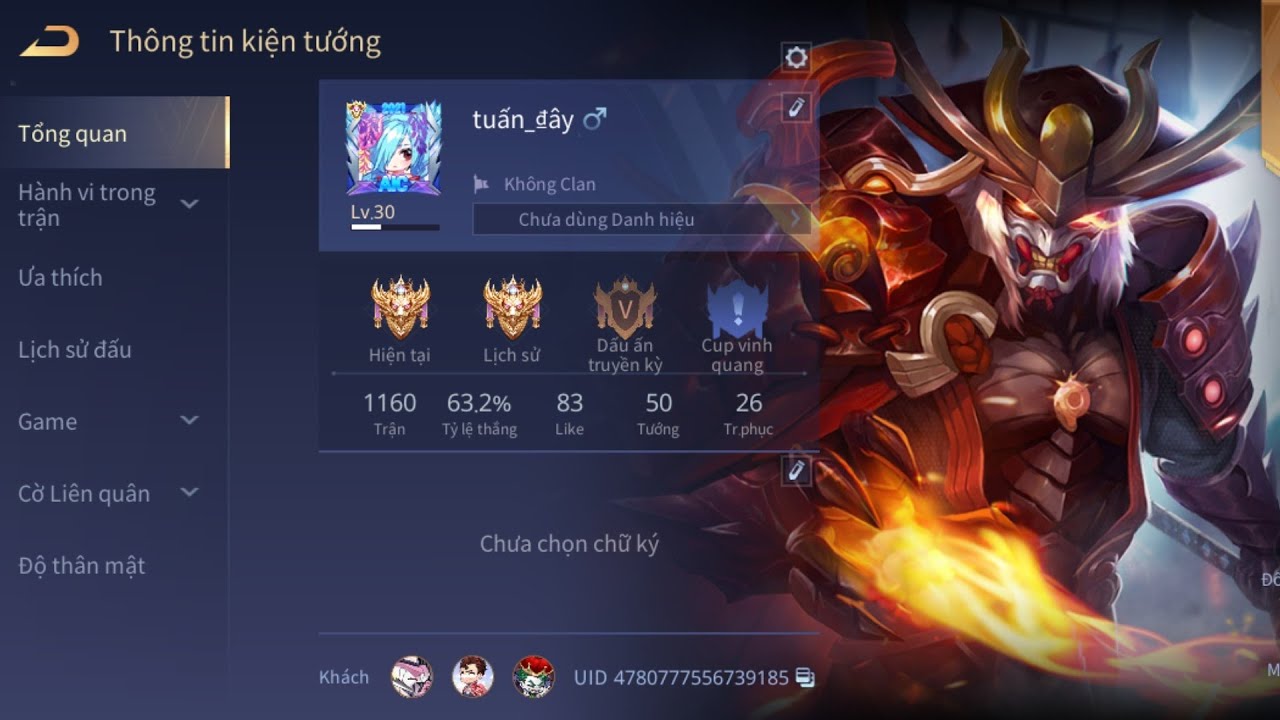 Thông tin kiện tướng
Tổng quan
Hành vi trong
trận
Ưa thích
Lịch sử đấu
Game
Cờ Liên quân
Độ thân mật
2021
AIC
Lv.30
tuấn_đây
Không Clan
Chưa dùng Danh hiệu
V
Hiện tại
Lịch sử
Dấu ấn
truyền kỳ
Cup vinh
quang
1160
63.2%
83
50
26
Trận
Tỷ lệ thắng
Like
Tướng
Tr.phục
Chưa chọn chữ ký
Khách
UID 4780777556739185